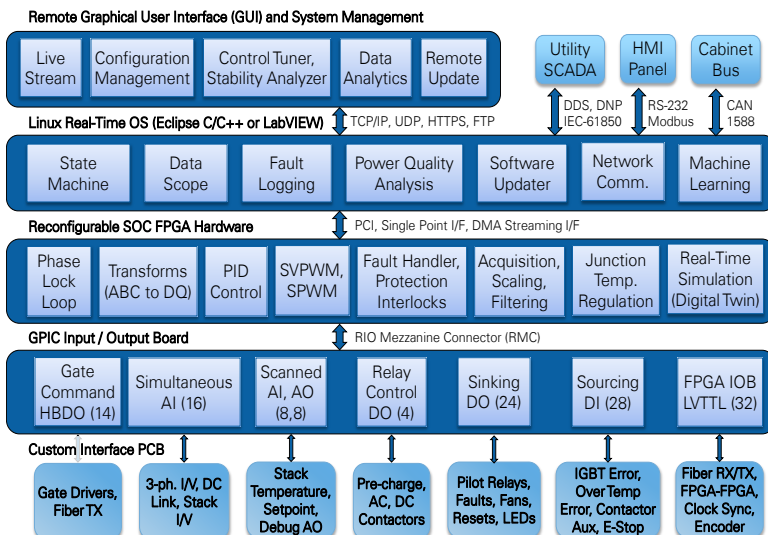 Remote Graphical User Interface (GUI) and System Management
Live
Stream
Configuration
Management
Control Tuner,
Stability Analyzer
Data
Analytics
Remote
Update
Utility
SCADA
HMI
Panel
Cabinet
Bus
Linux Real-Time OS (Eclipse C/C++ or LabVIEW)
TCP/IP, UDP, HTTPS, FTP
DDS, DNP
IEC-61850
RS-232
Modbus
CAN
1588
State
Machine
Data
Scope
Fault
Logging
Power Quality
Analysis
Software
Updater
Network
Comm.
Machine
Learning
Reconfigurable SOC FPGA Hardware
PCI, Single Point I/F, DMA Streaming I/F
Phase
Lock
Loop
Transforms
(ABC to DQ)
PID
Control
SVPWM,
SPWM
Fault Handler,
Protection
Interlocks
Acquisition,
Scaling,
Filtering
Junction
Temp.
Regulation
Real-Time
Simulation
(Digital Twin)
GPIC Input / Output Board
RIO Mezzanine Connector (RMC)
Gate
Command
HBDO (14)
Simultaneous
AI (16)
Scanned
AI, AO
(8,8)
Relay
Control
DO (4)
Sinking
DO (24)
Sourcing
DI (28)
FPGA IOB
LVTTL (32)
Custom Interface PCB
Gate Drivers,
Fiber TX
3-ph. I/V, DC
Link, Stack
I/V
Stack
Temperature,
Setpoint,
Debug AO
Pre-charge,
AC, DC
Contactors
Pilot Relays,
Faults, Fans,
Resets, LEDs
IGBT Error,
Over Temp
Error, Contactor
Aux, E-Stop
Fiber RX/TX,
FPGA-FPGA,
Clock Sync,
Encoder